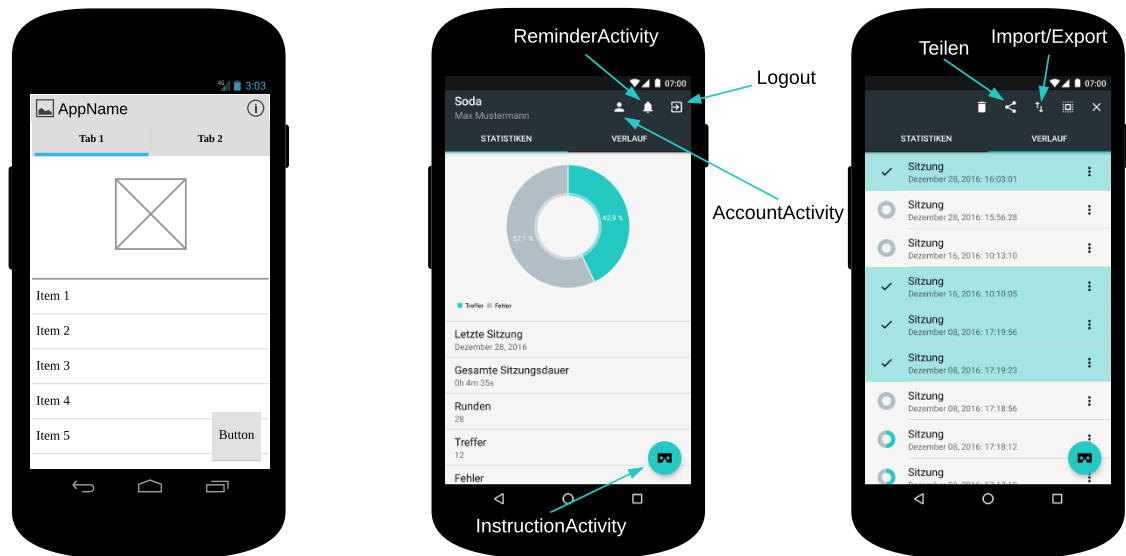 ReminderActivity
Logout
AccountActivity
InstructionActivity
Teilen
Import/Export
4G 3:03
AppName
Tab 1 Tab 2
Item 1
Item 2
Item 3
Item 4
Item 5
Button
07:00
Soda
Max Mustermann
STATISTIKEN VERLAUF
42,9 %
57,1 %
Treffer Fehler
Letzte Sitzung
Dezember 28, 2016
Gesamte Sitzungsdauer
0h 4m 35s
Runden
28
Treffer
12
Fehler
07:00
STATISTIKEN VERLAUF
Sitzung
Dezember 28, 2016: 16:03:01
Sitzung
Dezember 28, 2016: 15:56:28
Sitzung
Dezember 16, 2016: 10:13:10
Sitzung
Dezember 16, 2016: 10:10:05
Sitzung
Dezember 08, 2016: 17:19:56
Sitzung
Dezember 08, 2016: 17:19:23
Sitzung
Dezember 08, 2016: 17:18:56
Sitzung
Dezember 08, 2016: 17:18:12
Sitzung